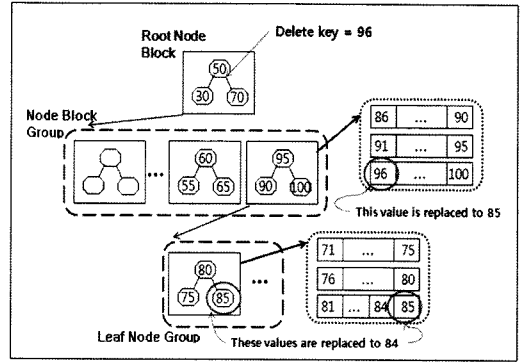 Root Node
Block
Delete key = 96
50
30 70
Node Block
Group
86 ... 90
91 ... 95
96 ... 100
...
60
55 65
95
90 100
This value is replaced to 85
80
75 85
...
71 ... 75
76 ... 80
81 ... 84 85
Leaf Node Group
These values are replaced to 84